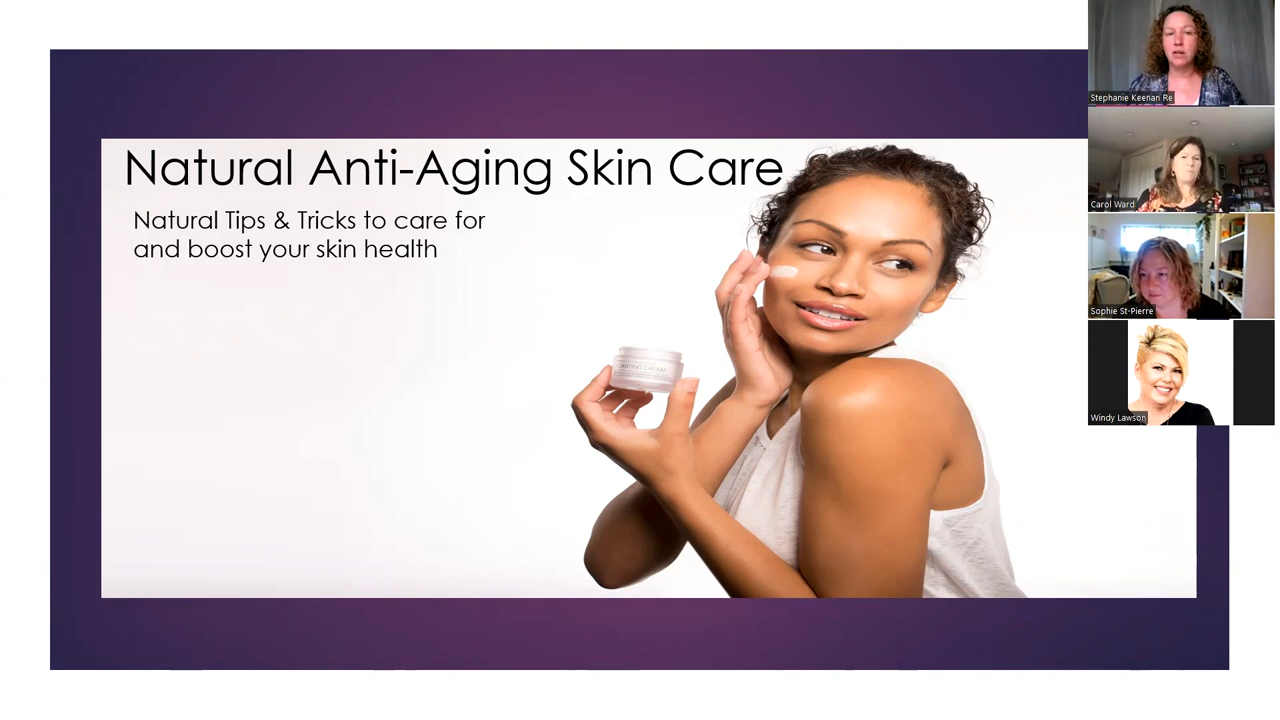 Natural Anti-Aging Skin Care
Natural Tips & Tricks to care for
and boost your skin health
CREAM
Stephanie Keenan Re
Carol Ward
Sophie St-Pierre
Windy Lawson